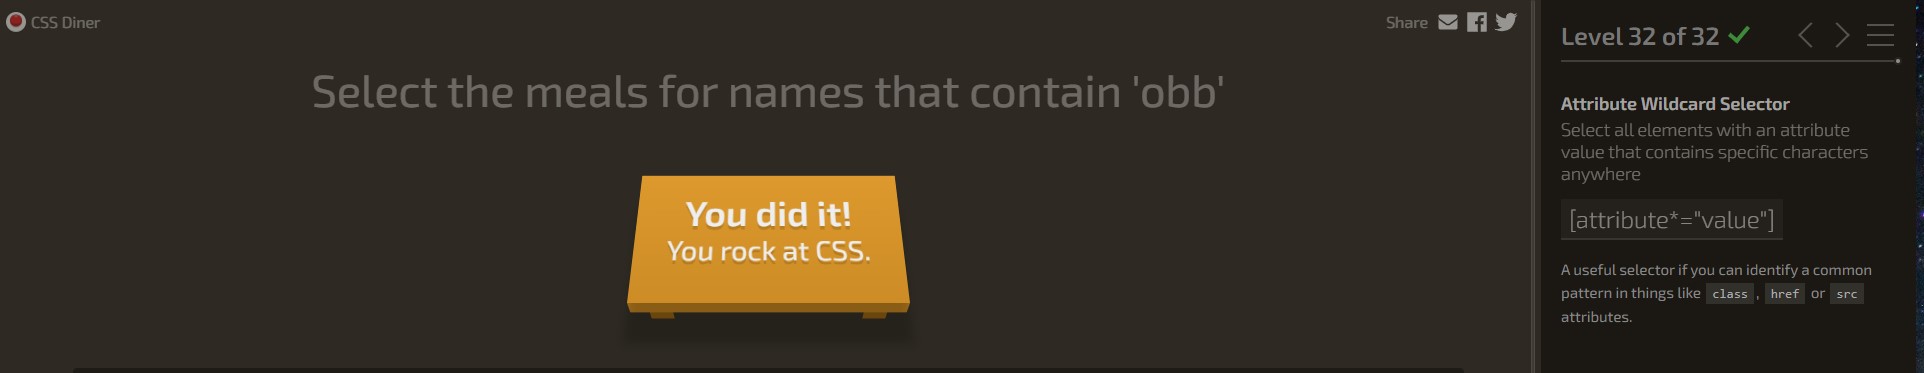 CSS Diner
Share
Select the meals for names that contain 'obb'
You did it!
You rock at CSS.
Level 32 of 32
Attribute Wildcard Selector
Select all elements with an attribute
value that contains specific characters
anywhere
[attribute*="value"]
A useful selector if you can identify a common
pattern in things like class, href or src
attributes.